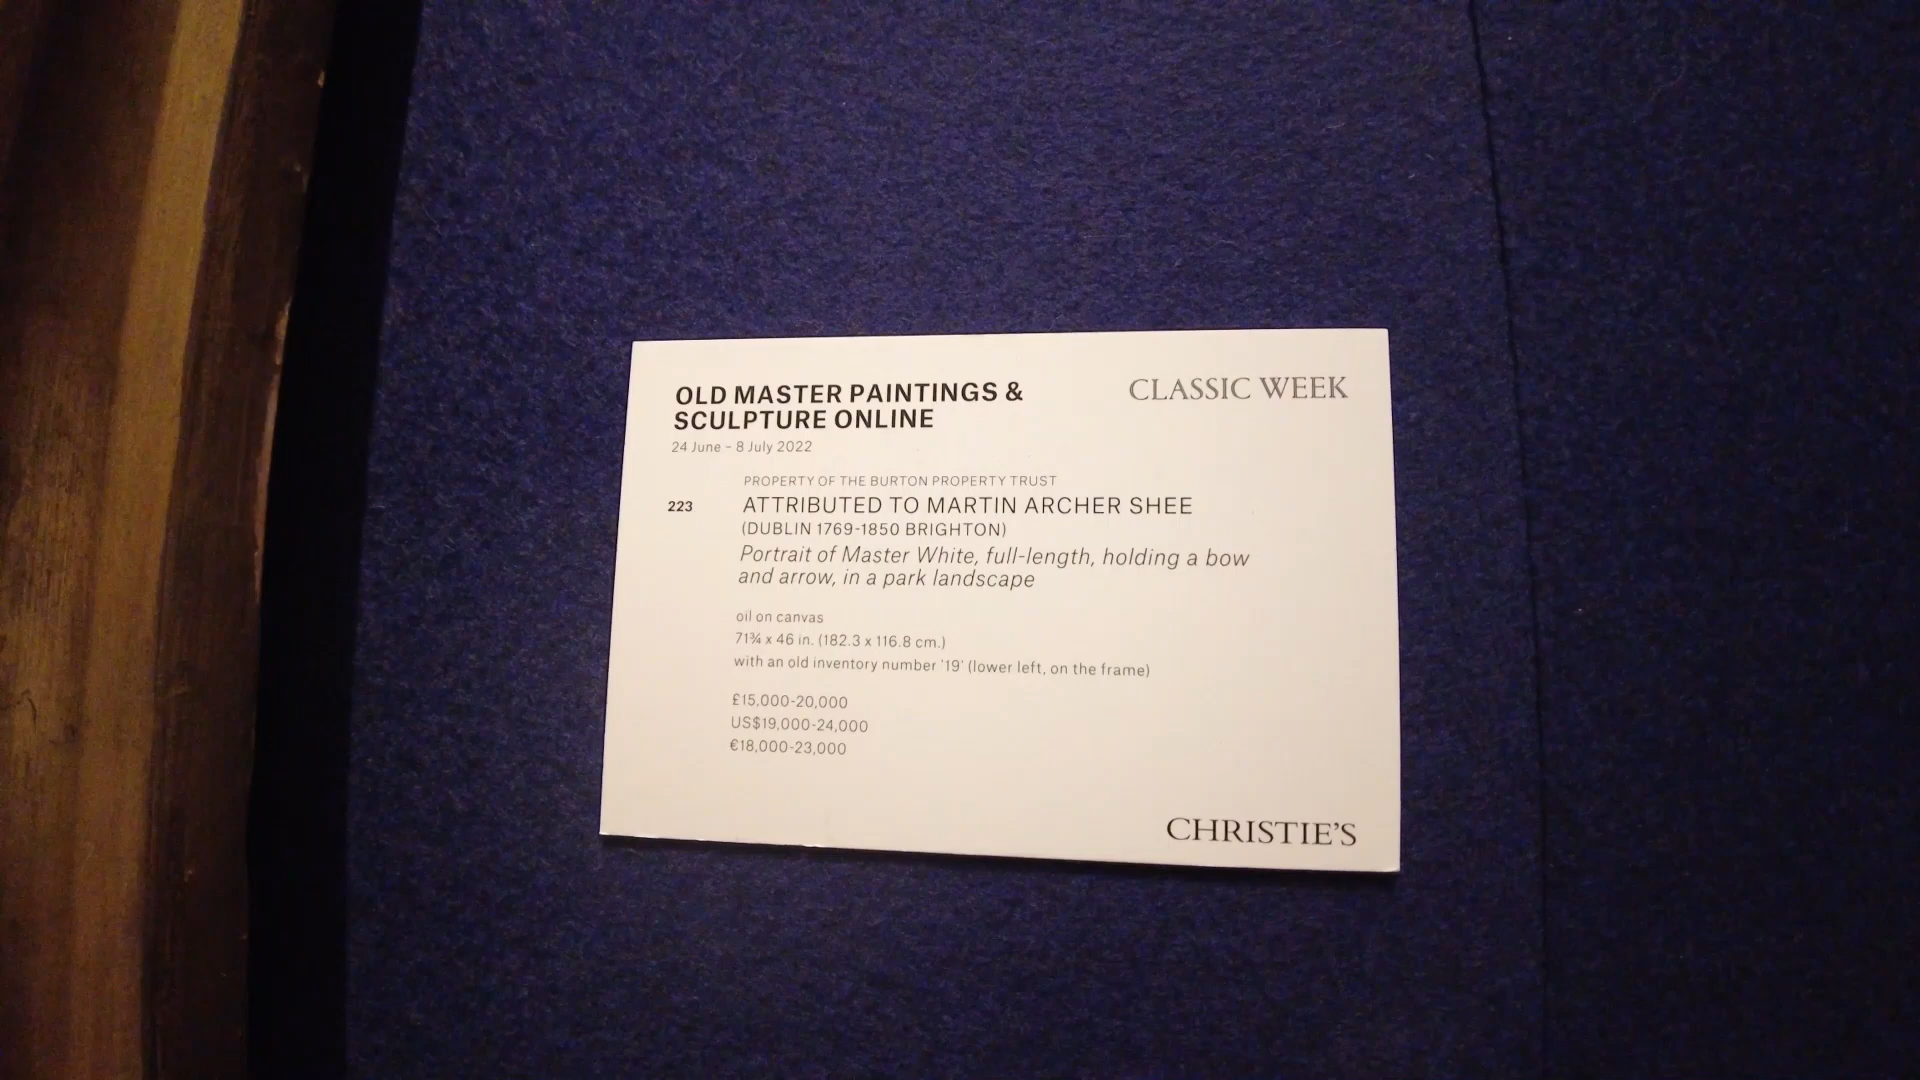 OLD MASTER PAINTINGS &
SCULPTURE ONLINE
24 June – 8 July 2022
CLASSIC WEEK
PROPERTY OF THE BURTON PROPERTY TRUST
223
ATTRIBUTED TO MARTIN ARCHER SHEE
(DUBLIN 1769-1850 BRIGHTON)
Portrait of Master White, full-length, holding a bow
and arrow, in a park landscape
oil on canvas
71¾ x 46 in. (182.3 x 116.8 cm.)
with an old inventory number '19' (lower left, on the frame)
£15,000-20,000
US$19,000-24,000
€18,000-23,000
CHRISTIE'S